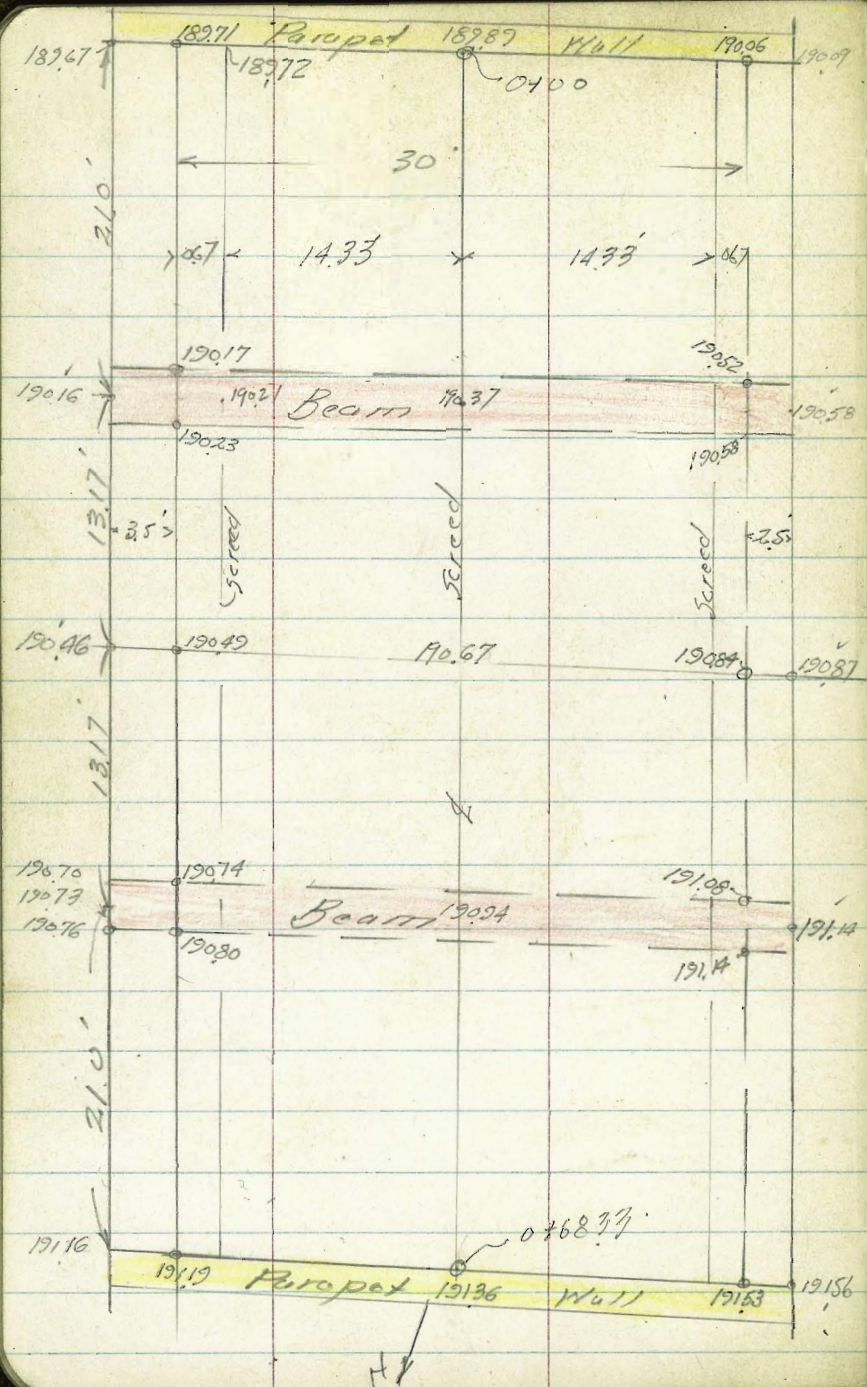 189.71 Parapet 189.89 Wall 190.06
189.67 189.72 0+00 190.09
30'
21.0'
0.67 14.33' 14.33' 0.67
190.17 190.52
190.16 190.21 Beam 190.37 190.58
190.23 190.58
13.17'
3.5' Screed Screed Screed 2.5'
190.46 190.49 190.67 190.84 190.87
13.17'
190.70 190.74 191.08
190.73 Beam 190.94 191.14
190.76 190.80 191.14
21.0'
0+68.33
191.16
191.19 Parapet 191.36 Wall 191.53 191.56